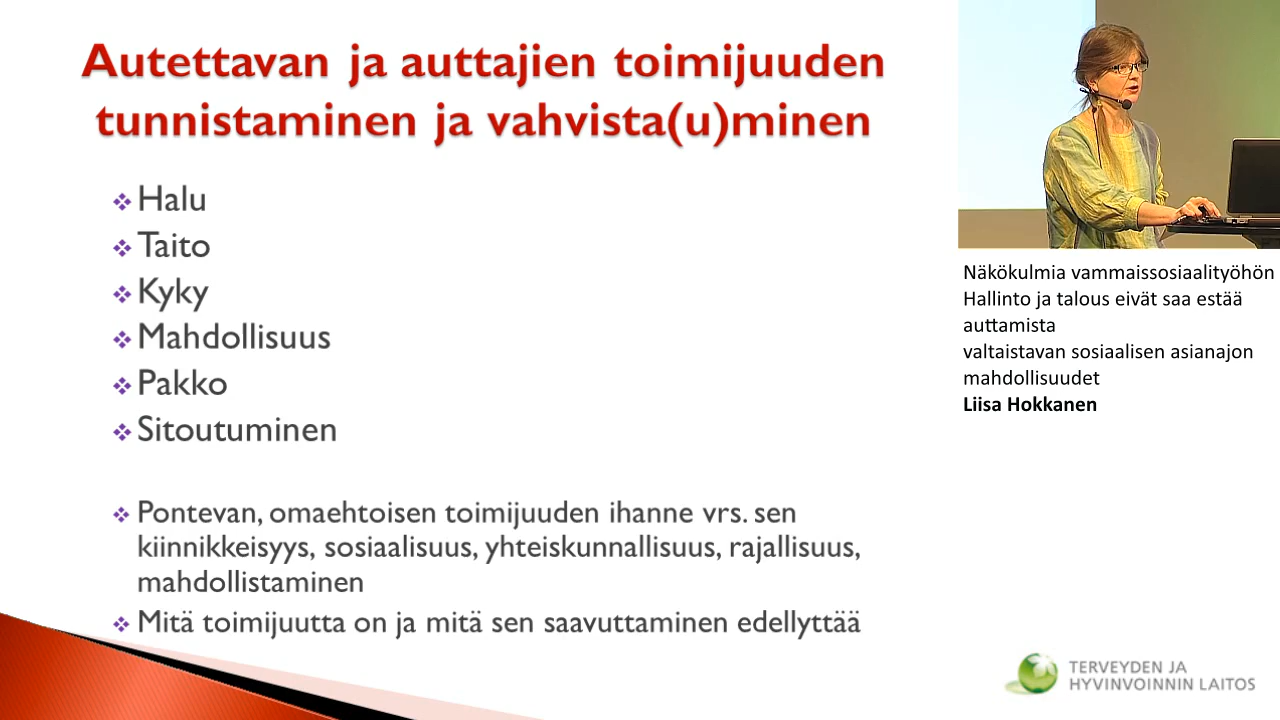 Autettavan ja auttajien toimijuuden
tunnistaminen ja vahvista(u)minen
Halu
Taito
Kyky
Mahdollisuus
Pakko
Sitoutuminen
Pontevan, omaehtoisen toimijuuden ihanne vrs. sen
kiinnikkeisyys, sosiaalisuus, yhteiskunnallisuus, rajallisuus,
mahdollistaminen
Mitä toimijuutta on ja mitä sen saavuttaminen edellyttää
Näkökulmia vammaissosiaalityöhön
Hallinto ja talous eivät saa estää
auttamista
valtaistavan sosiaalisen asianajon
mahdollisuudet
Liisa Hokkanen
TERVEYDEN JA
HYVINVOINNIN LAITOS